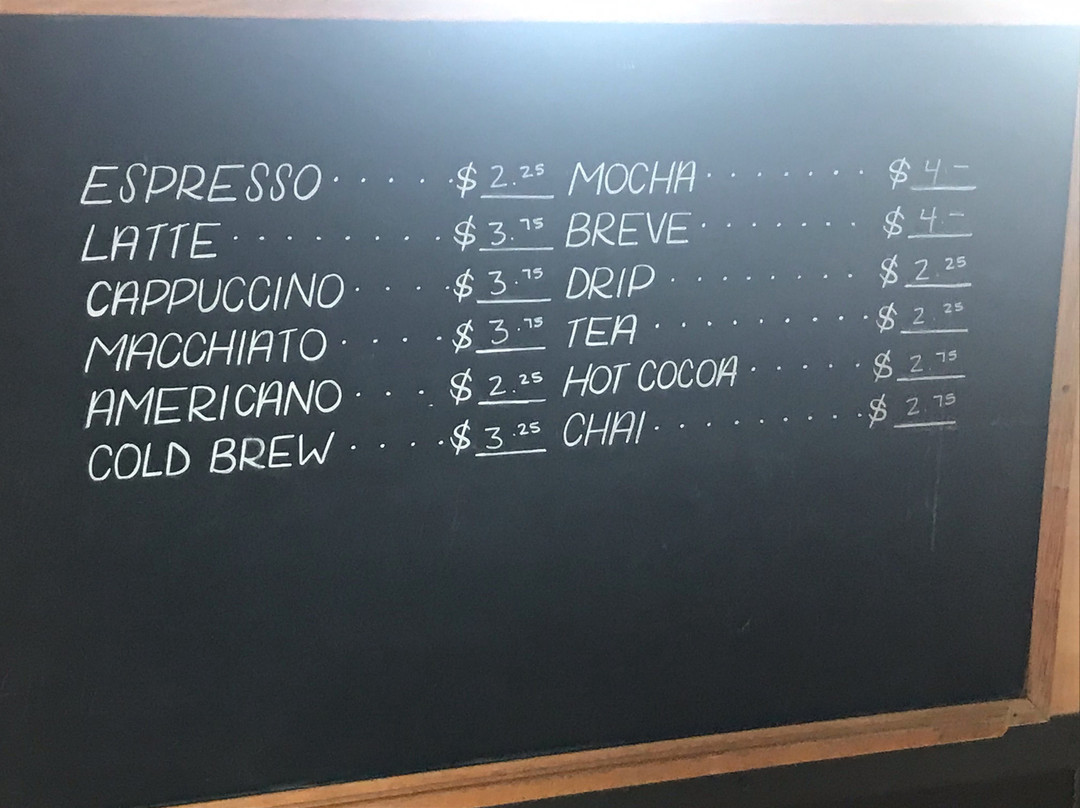 ESPRESSO · · · · · $ 2.25 MOCHA · · · · · · · $ 4.–
LATTE · · · · · · · · $ 3.75 BREVE · · · · · · · $ 4.–
CAPPUCCINO · · · · $ 3.75 DRIP · · · · · · · $ 2.25
MACCHIATO · · · · $ 3.75 TEA · · · · · · · · · $ 2.25
AMERICANO · · · · $ 2.25 HOT COCOA · · · · · $ 2.75
COLD BREW · · · · $ 3.25 CHAI · · · · · · · · $ 2.75